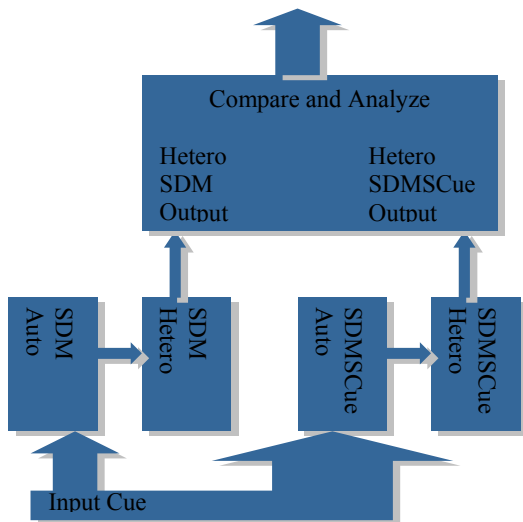 Compare and Analyze
Hetero
SDM
Output
Hetero
SDMSCue
Output
SDM
Auto
SDM
Hetero
SDMSCue
Auto
SDMSCue
Hetero
Input Cue